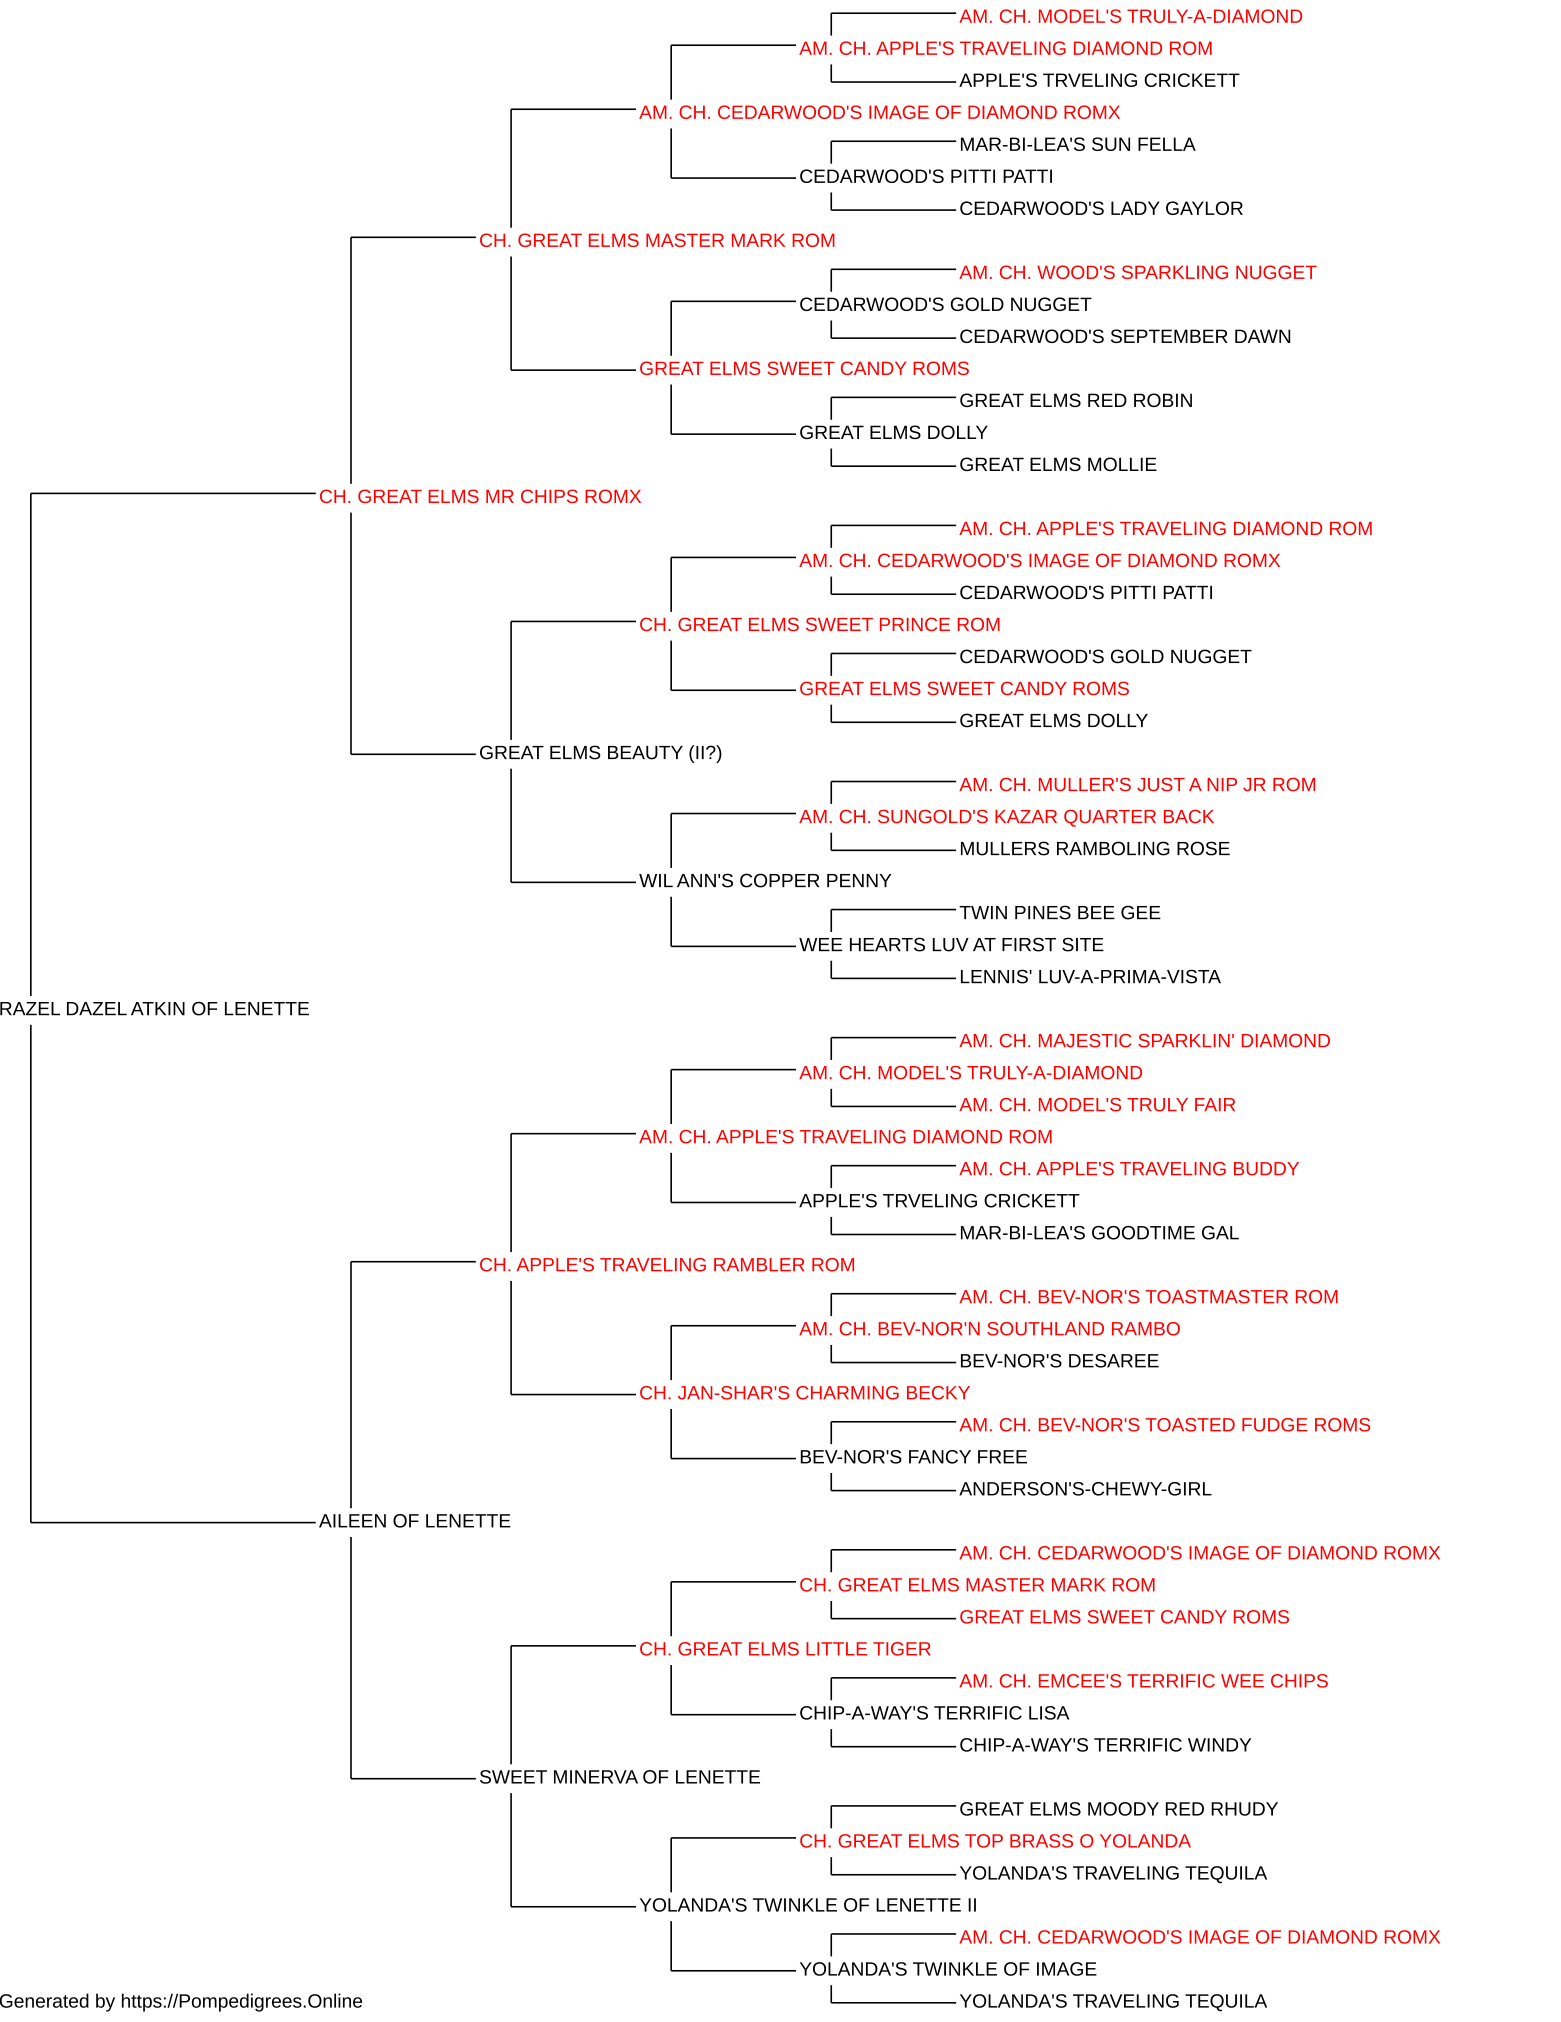 AM. CH. MODEL'S TRULY-A-DIAMOND
AM. CH. APPLE'S TRAVELING DIAMOND ROM
APPLE'S TRVELING CRICKETT
AM. CH. CEDARWOOD'S IMAGE OF DIAMOND ROMX
MAR-BI-LEA'S SUN FELLA
CEDARWOOD'S PITTI PATTI
CEDARWOOD'S LADY GAYLOR
CH. GREAT ELMS MASTER MARK ROM
AM. CH. WOOD'S SPARKLING NUGGET
CEDARWOOD'S GOLD NUGGET
CEDARWOOD'S SEPTEMBER DAWN
GREAT ELMS SWEET CANDY ROMS
GREAT ELMS RED ROBIN
GREAT ELMS DOLLY
GREAT ELMS MOLLIE
CH. GREAT ELMS MR CHIPS ROMX
AM. CH. APPLE'S TRAVELING DIAMOND ROM
AM. CH. CEDARWOOD'S IMAGE OF DIAMOND ROMX
CEDARWOOD'S PITTI PATTI
CH. GREAT ELMS SWEET PRINCE ROM
CEDARWOOD'S GOLD NUGGET
GREAT ELMS SWEET CANDY ROMS
GREAT ELMS DOLLY
GREAT ELMS BEAUTY (II?)
AM. CH. MULLER'S JUST A NIP JR ROM
AM. CH. SUNGOLD'S KAZAR QUARTER BACK
MULLERS RAMBOLING ROSE
WIL ANN'S COPPER PENNY
TWIN PINES BEE GEE
WEE HEARTS LUV AT FIRST SITE
LENNIS' LUV-A-PRIMA-VISTA
RAZEL DAZEL ATKIN OF LENETTE
AM. CH. MAJESTIC SPARKLIN' DIAMOND
AM. CH. MODEL'S TRULY-A-DIAMOND
AM. CH. MODEL'S TRULY FAIR
AM. CH. APPLE'S TRAVELING DIAMOND ROM
AM. CH. APPLE'S TRAVELING BUDDY
APPLE'S TRVELING CRICKETT
MAR-BI-LEA'S GOODTIME GAL
CH. APPLE'S TRAVELING RAMBLER ROM
AM. CH. BEV-NOR'S TOASTMASTER ROM
AM. CH. BEV-NOR'N SOUTHLAND RAMBO
BEV-NOR'S DESAREE
CH. JAN-SHAR'S CHARMING BECKY
AM. CH. BEV-NOR'S TOASTED FUDGE ROMS
BEV-NOR'S FANCY FREE
ANDERSON'S-CHEWY-GIRL
AILEEN OF LENETTE
AM. CH. CEDARWOOD'S IMAGE OF DIAMOND ROMX
CH. GREAT ELMS MASTER MARK ROM
GREAT ELMS SWEET CANDY ROMS
CH. GREAT ELMS LITTLE TIGER
AM. CH. EMCEE'S TERRIFIC WEE CHIPS
CHIP-A-WAY'S TERRIFIC LISA
CHIP-A-WAY'S TERRIFIC WINDY
SWEET MINERVA OF LENETTE
GREAT ELMS MOODY RED RHUDY
CH. GREAT ELMS TOP BRASS O YOLANDA
YOLANDA'S TRAVELING TEQUILA
YOLANDA'S TWINKLE OF LENETTE II
AM. CH. CEDARWOOD'S IMAGE OF DIAMOND ROMX
YOLANDA'S TWINKLE OF IMAGE
YOLANDA'S TRAVELING TEQUILA
Generated by https://Pompedigrees.Online